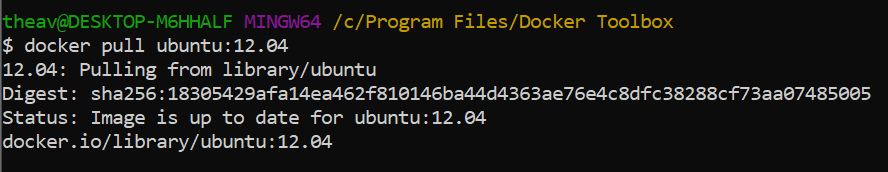 theav@DESKTOP-M6HHALF MINGW64 /c/Program Files/Docker Toolbox
$ docker pull ubuntu:12.04
12.04: Pulling from library/ubuntu
Digest: sha256:18305429afa14ea462f810146ba44d4363ae76e4c8dfc38288cf73aa07485005
Status: Image is up to date for ubuntu:12.04
docker.io/library/ubuntu:12.04